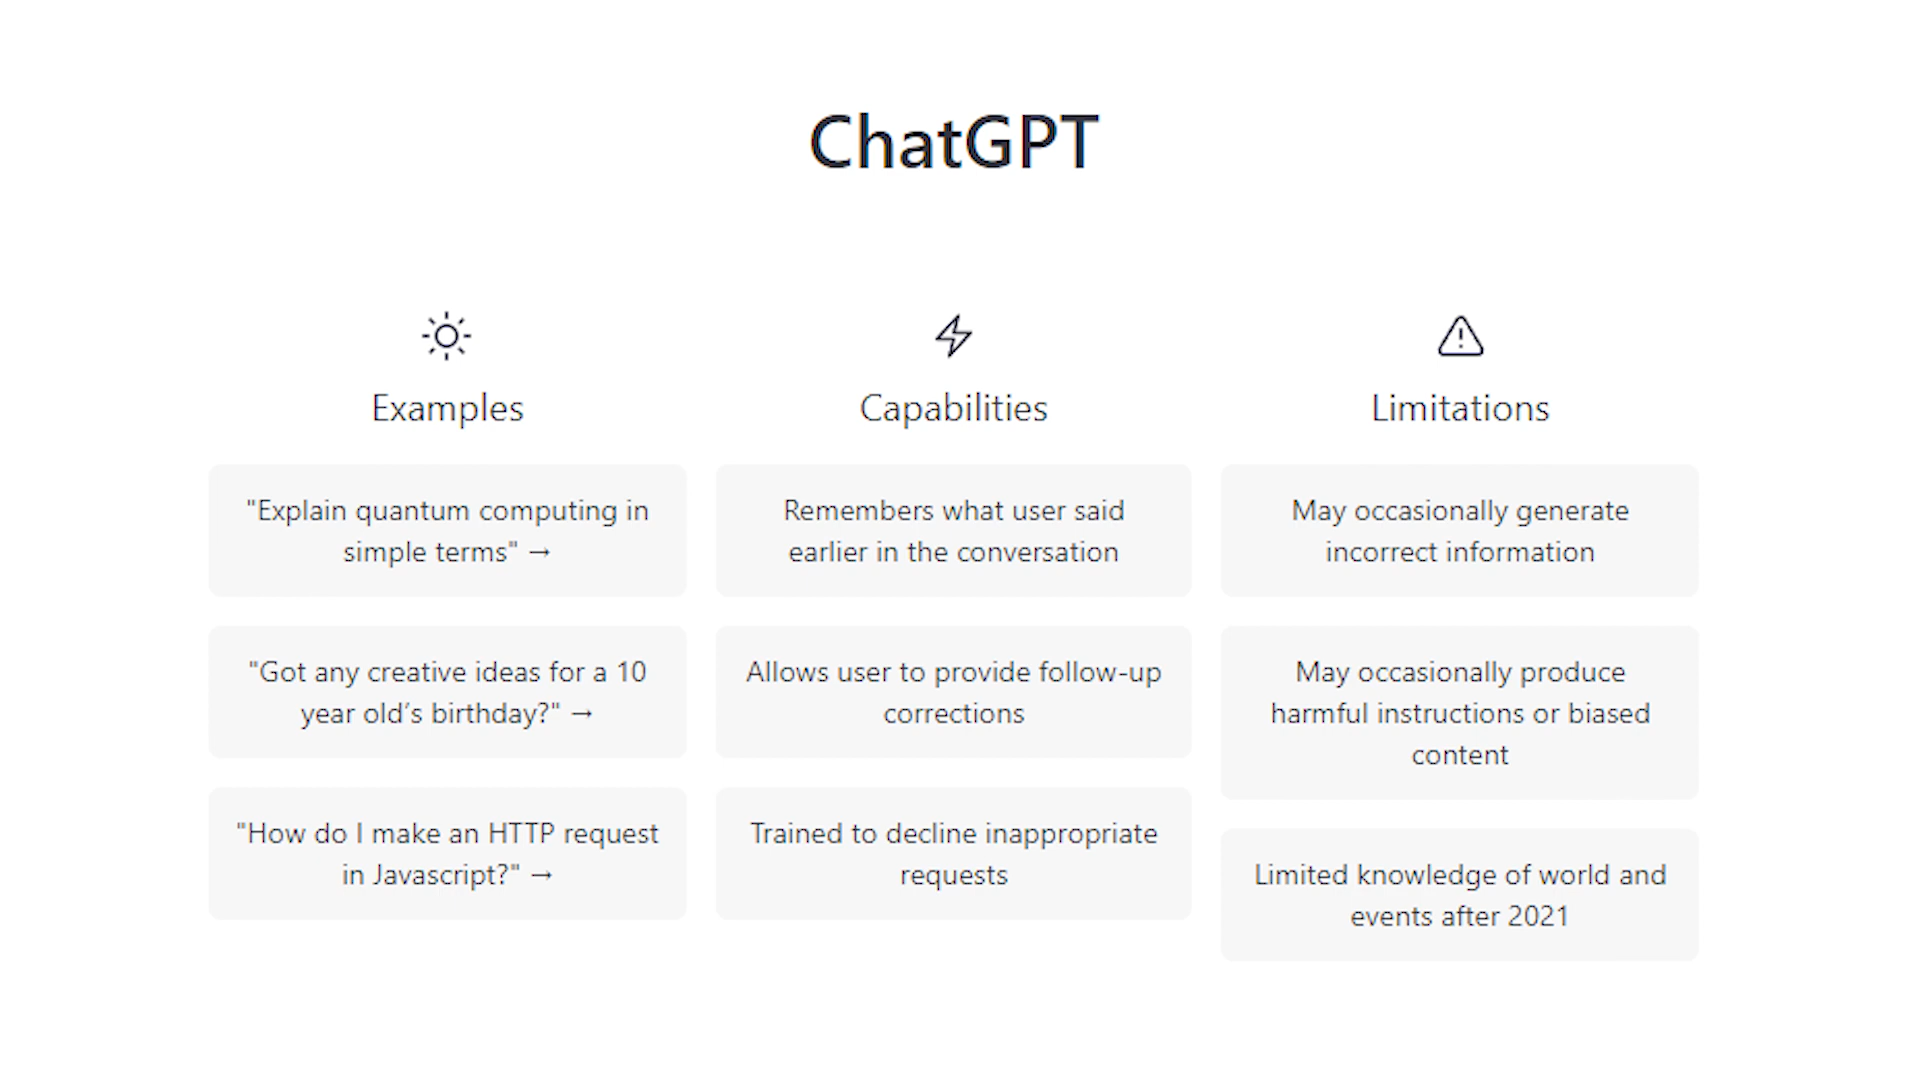 ChatGPT
Examples
"Explain quantum computing in
simple terms" →
"Got any creative ideas for a 10
year old’s birthday?" →
"How do I make an HTTP request
in Javascript?" →
Capabilities
Remembers what user said
earlier in the conversation
Allows user to provide follow-up
corrections
Trained to decline inappropriate
requests
Limitations
May occasionally generate
incorrect information
May occasionally produce
harmful instructions or biased
content
Limited knowledge of world and
events after 2021